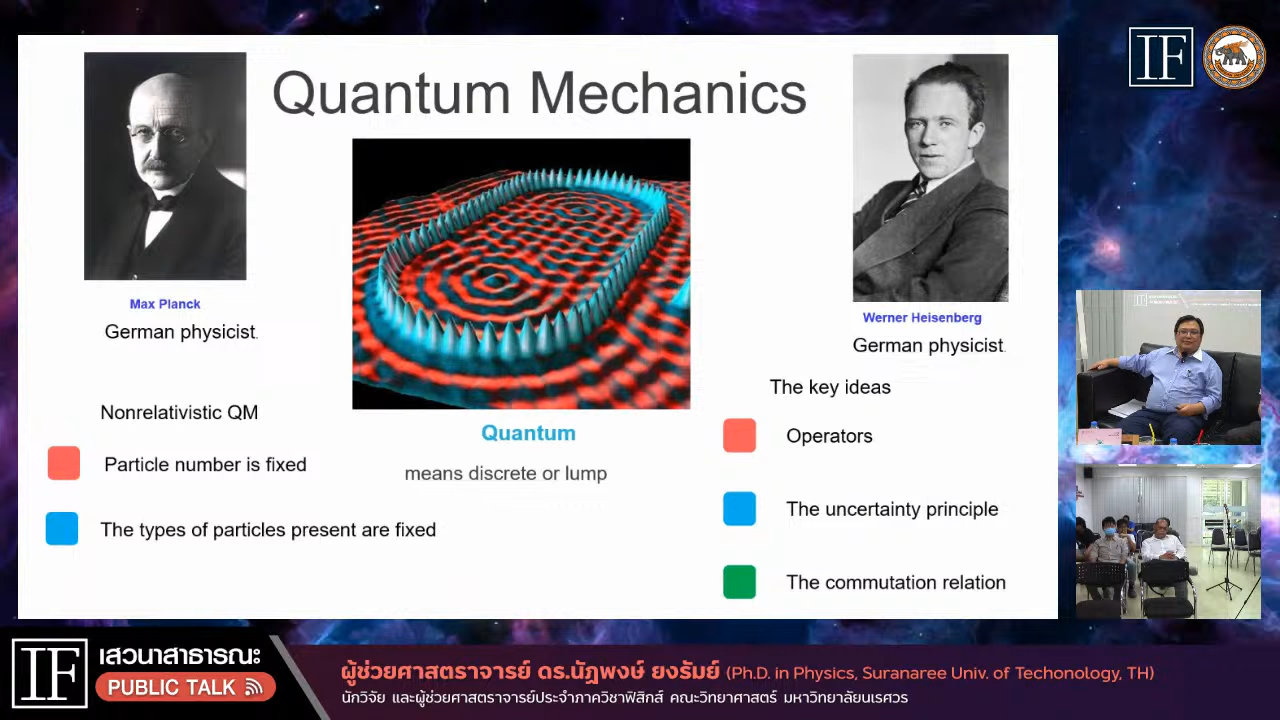 IF
Quantum Mechanics
Max Planck
German physicist.
Werner Heisenberg
German physicist.
Nonrelativistic QM
Particle number is fixed
The types of particles present are fixed
Quantum
means discrete or lump
The key ideas
Operators
The uncertainty principle
The commutation relation
IF
เสวนาสาธารณะ
PUBLIC TALK
ผู้ช่วยศาสตราจารย์ ดร.นัฏพงษ์ ยงรัมย์ (Ph.D. in Physics, Suranaree Univ. of Techonology, TH)
นักวิจัย และผู้ช่วยศาสตราจารย์ประจำภาควิชาฟิสิกส์ คณะวิทยาศาสตร์ มหาวิทยาลัยนเรศวร